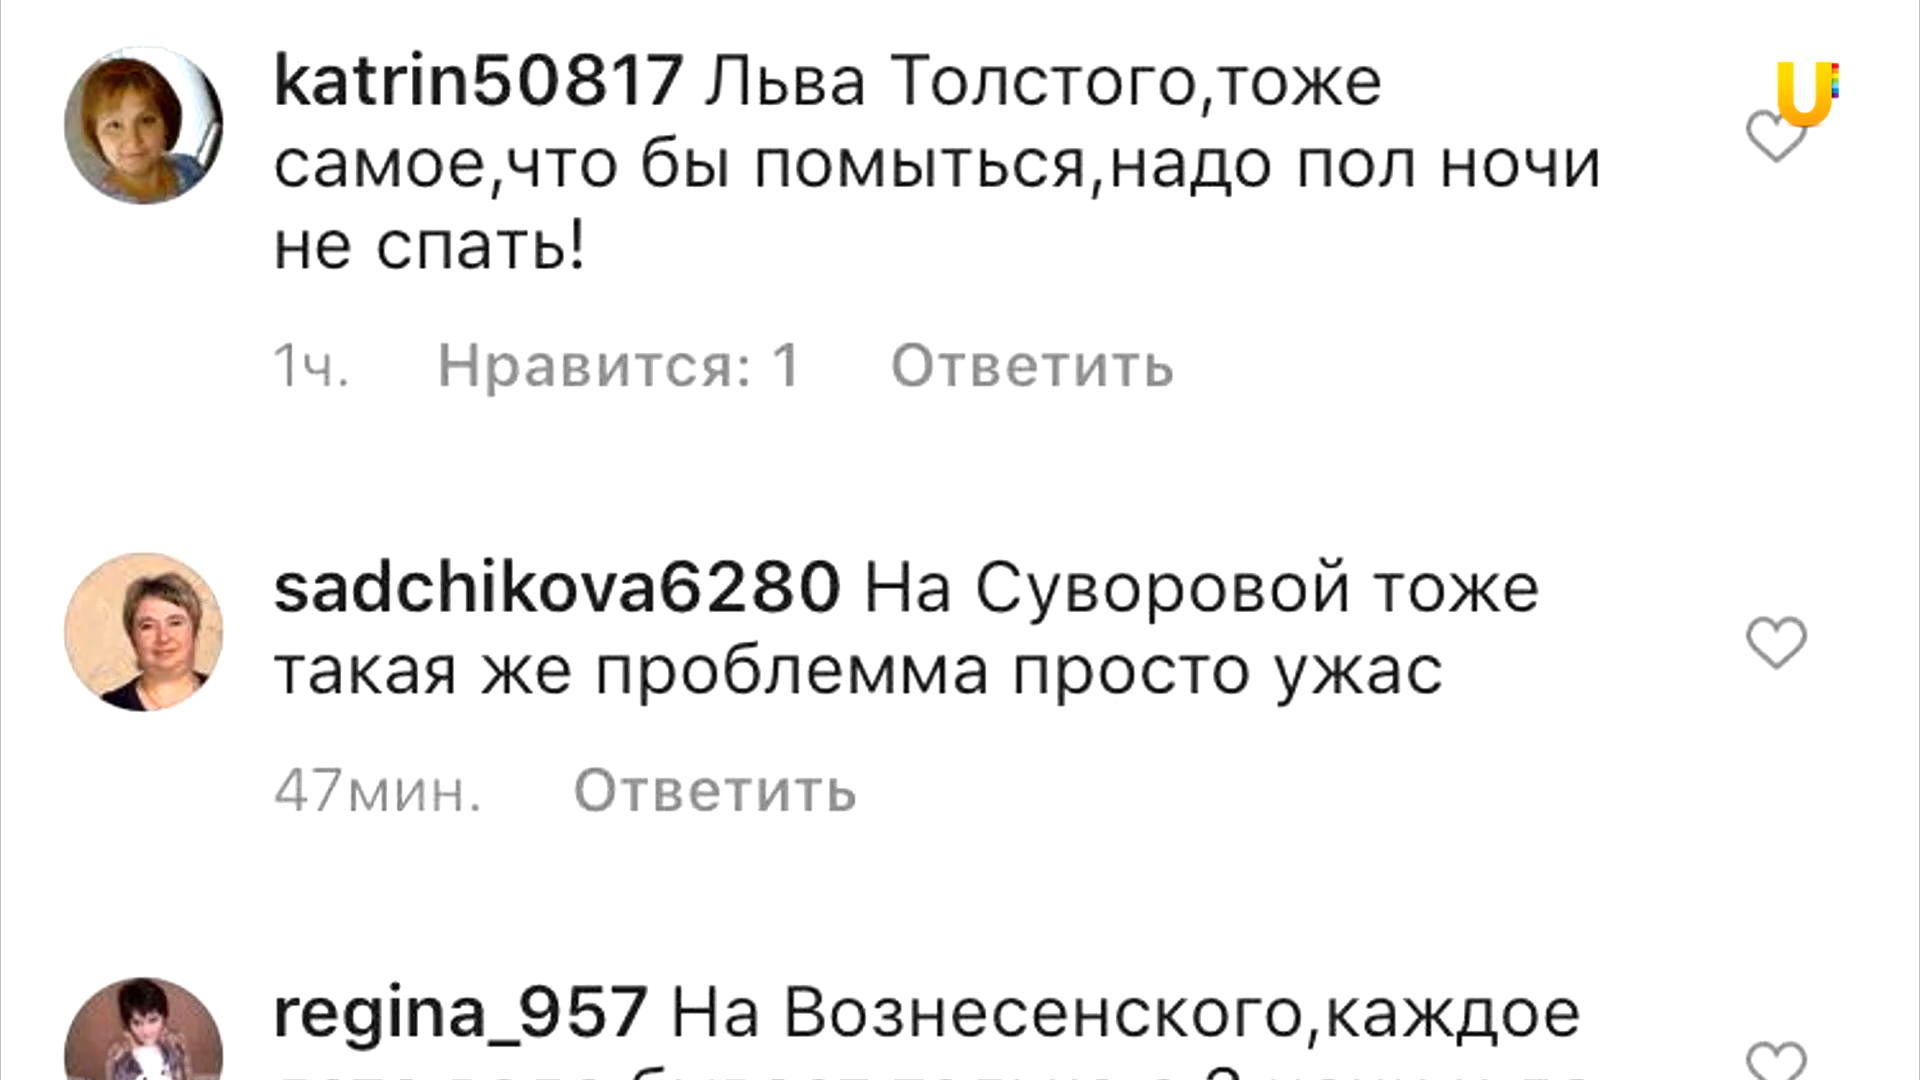 katrin50817 Льва Толстого,тоже
самое,что бы помыться,надо пол ночи
не спать!
1ч. Нравится: 1 Ответить
sadchikova6280 На Суворовой тоже
такая же проблемма просто ужас
47мин. Ответить
regina_957 На Вознесенского,каждое
U